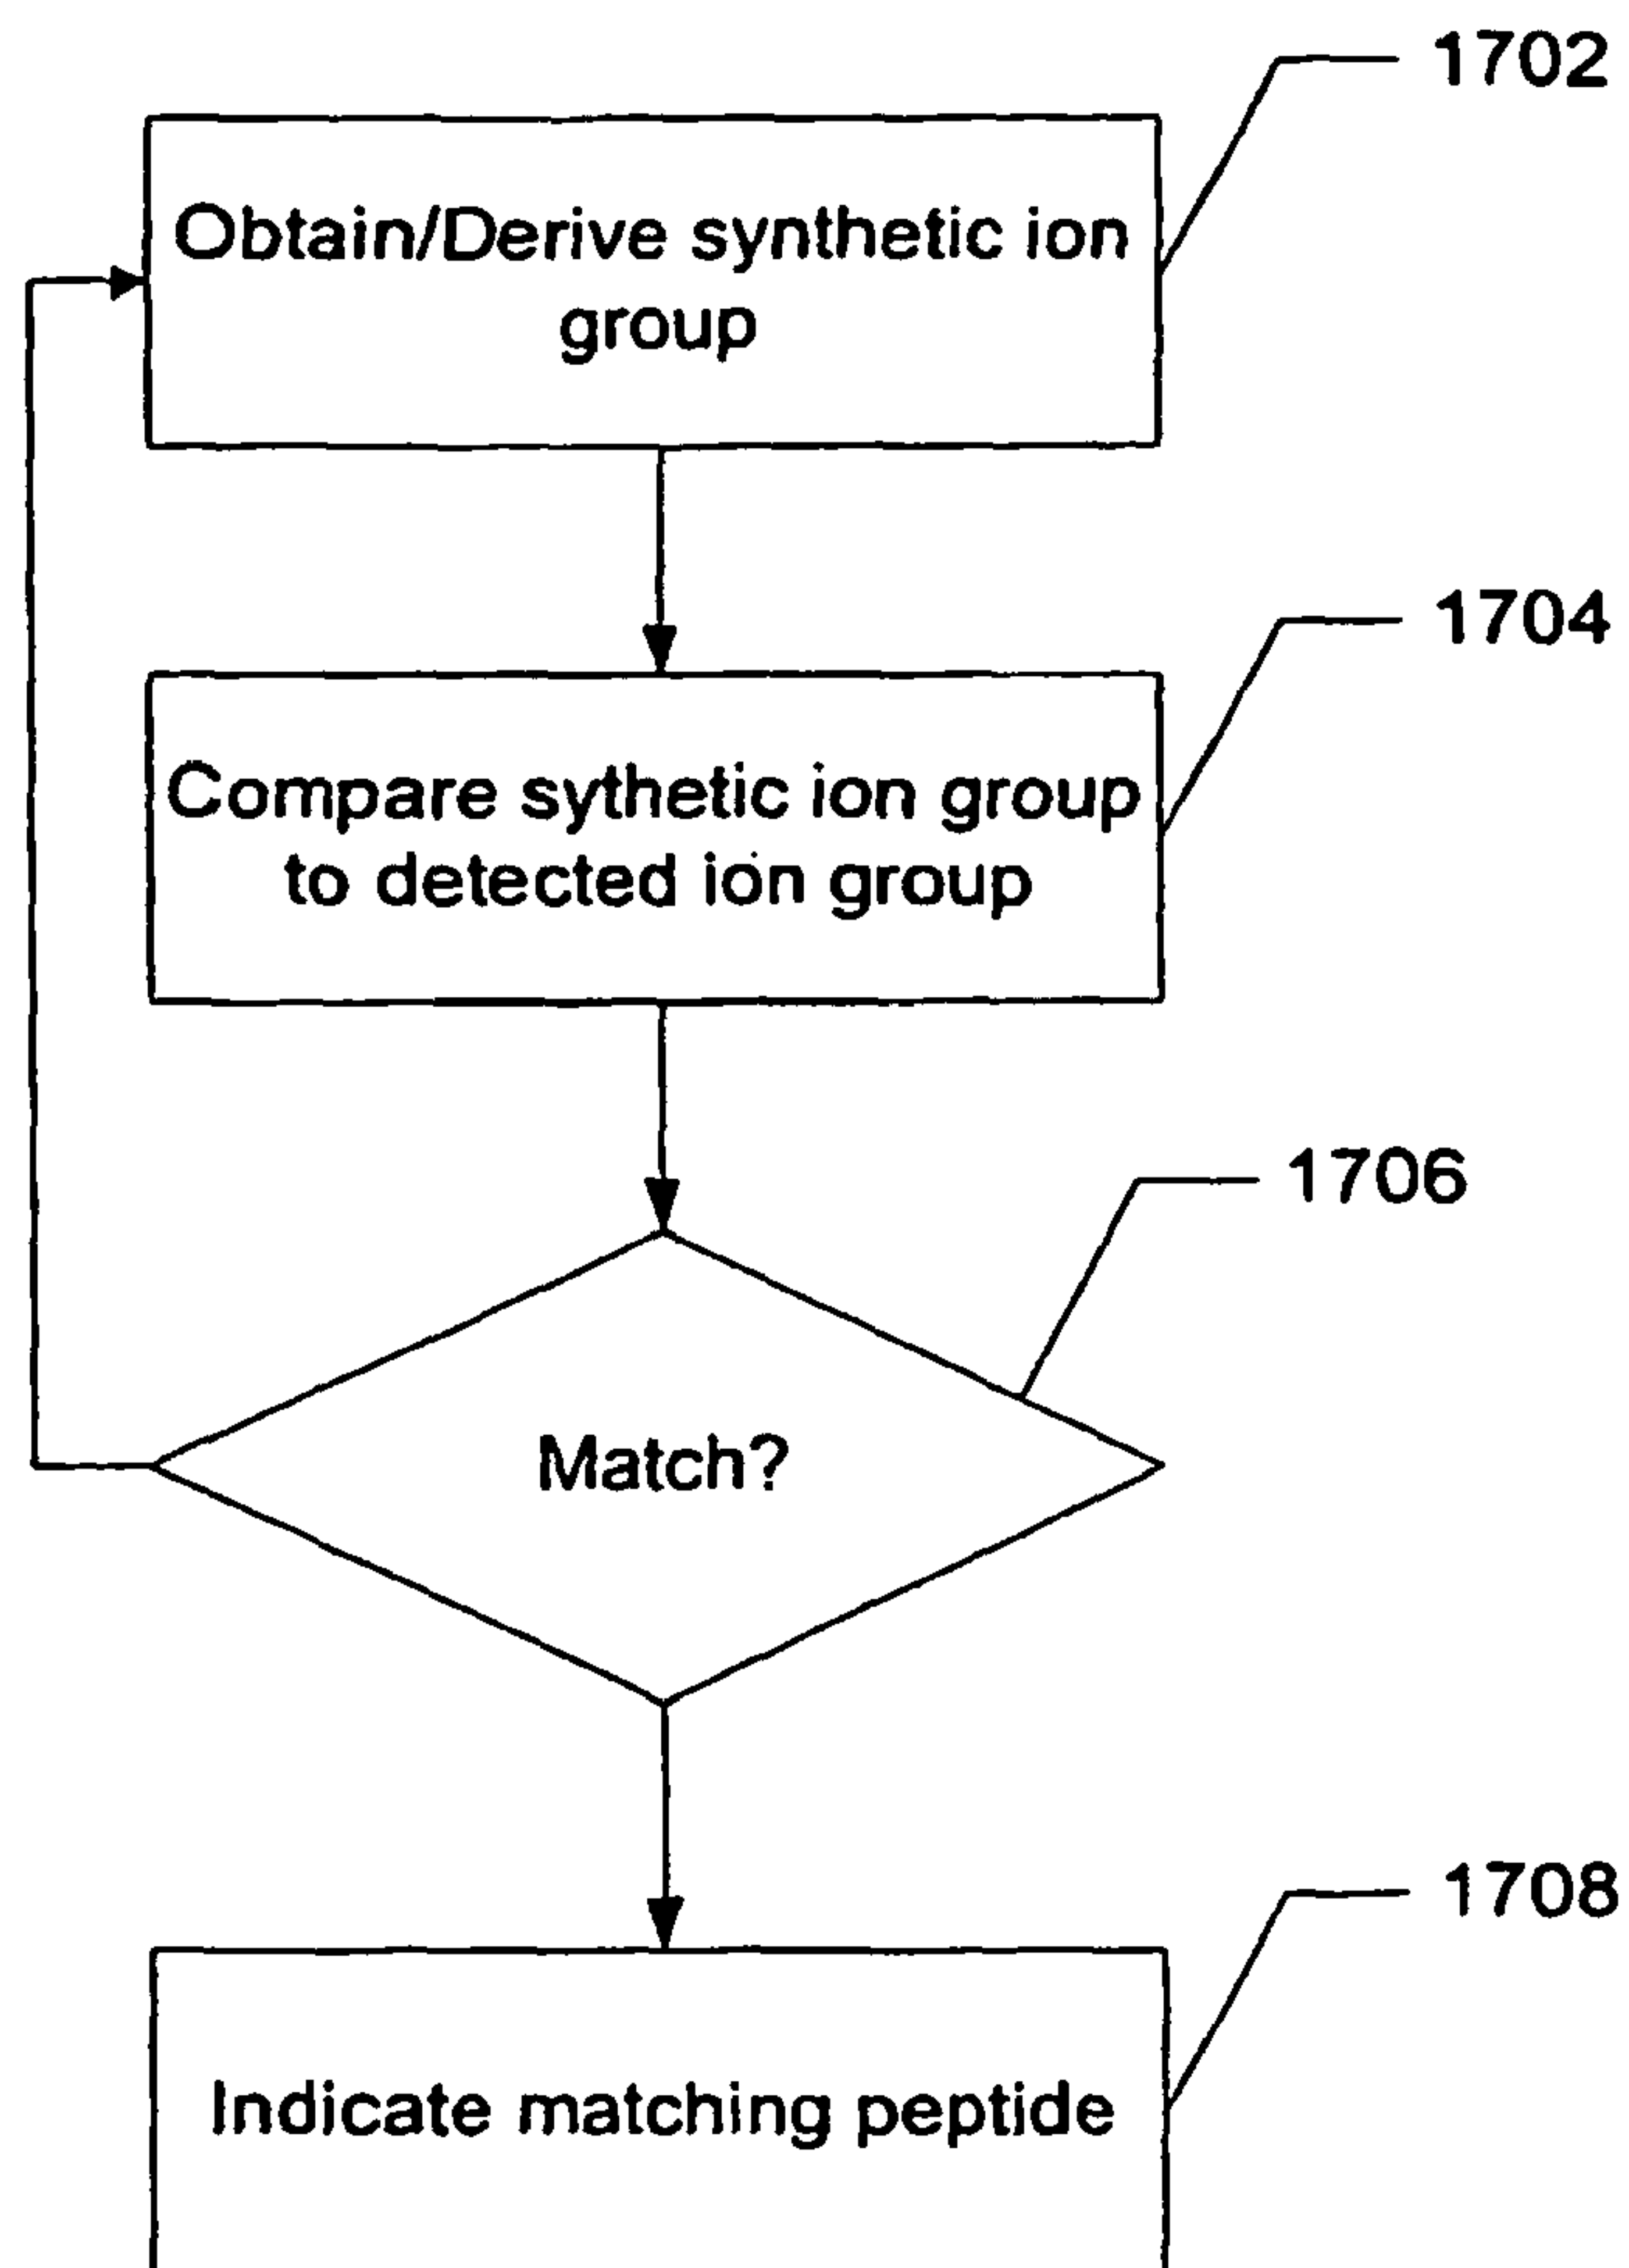 1702
Obtain/Derive synthetic ion
group
1704
Compare sythetic ion group
to detected ion group
1706
Match?
1708
Indicate matching peptide